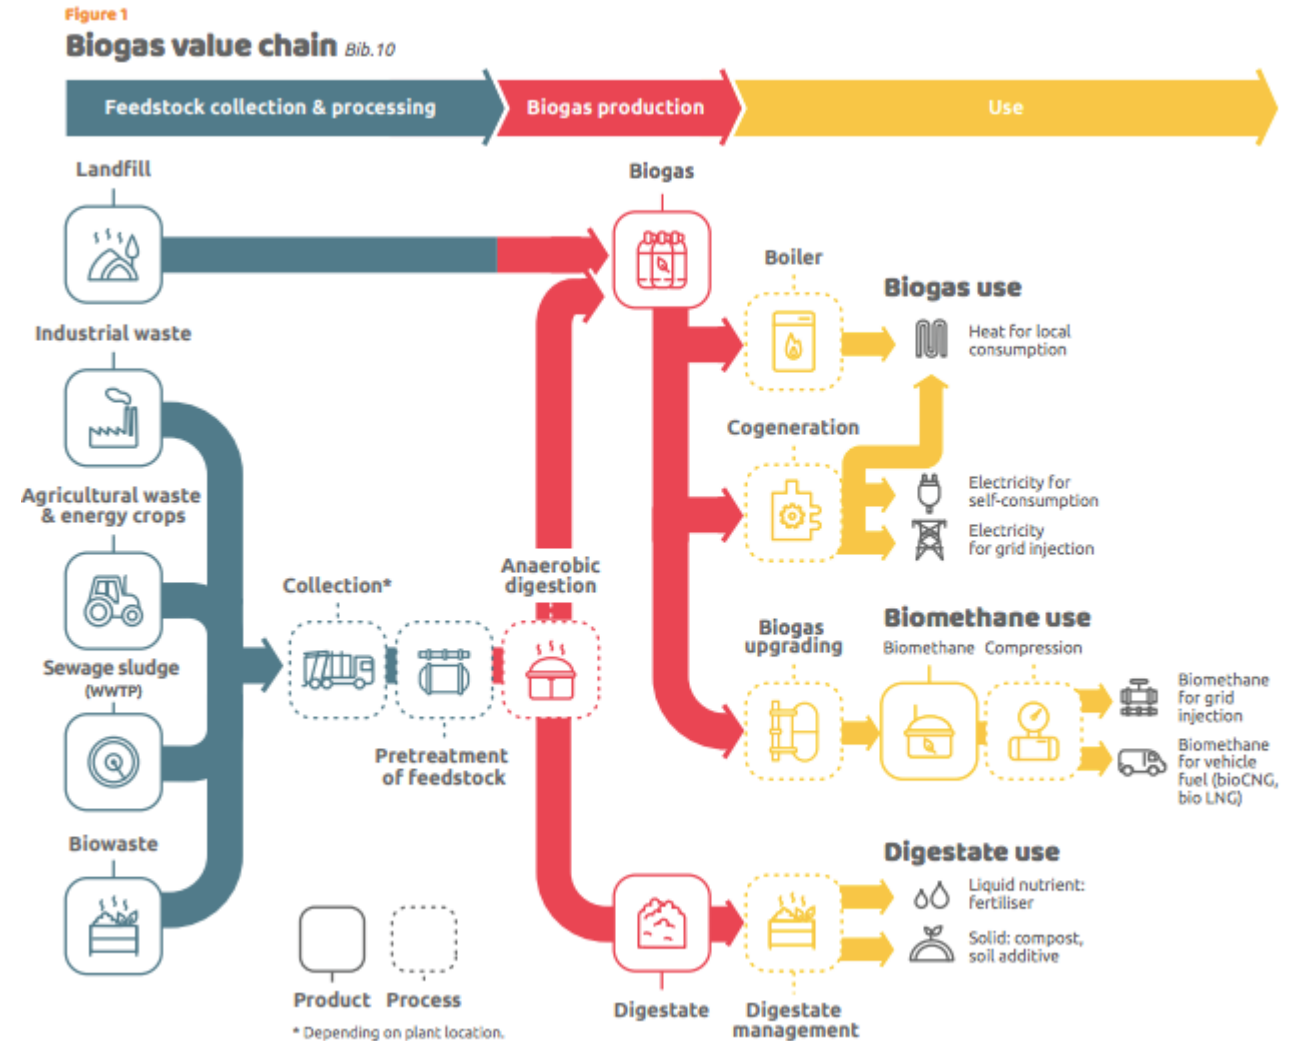 Figure 1
Biogas value chain Bib.10
Feedstock collection & processing
Biogas production
Use
Landfill
Biogas
Boiler
Biogas use
Industrial waste
Heat for local
consumption
Cogeneration
Agricultural waste
& energy crops
Electricity for
self-consumption
Electricity
for grid injection
Anaerobic
digestion
Collection*
Biomethane use
Biogas
upgrading
Biomethane
Compression
Sewage sludge
(WWTP)
Biomethane
for grid
injection
Pretreatment
of feedstock
Biomethane
for vehicle
fuel (bioCNG,
bio LNG)
Biowaste
Digestate use
Liquid nutrient:
fertiliser
Solid: compost,
soil additive
Product
Process
Digestate
Digestate
management
* Depending on plant location.